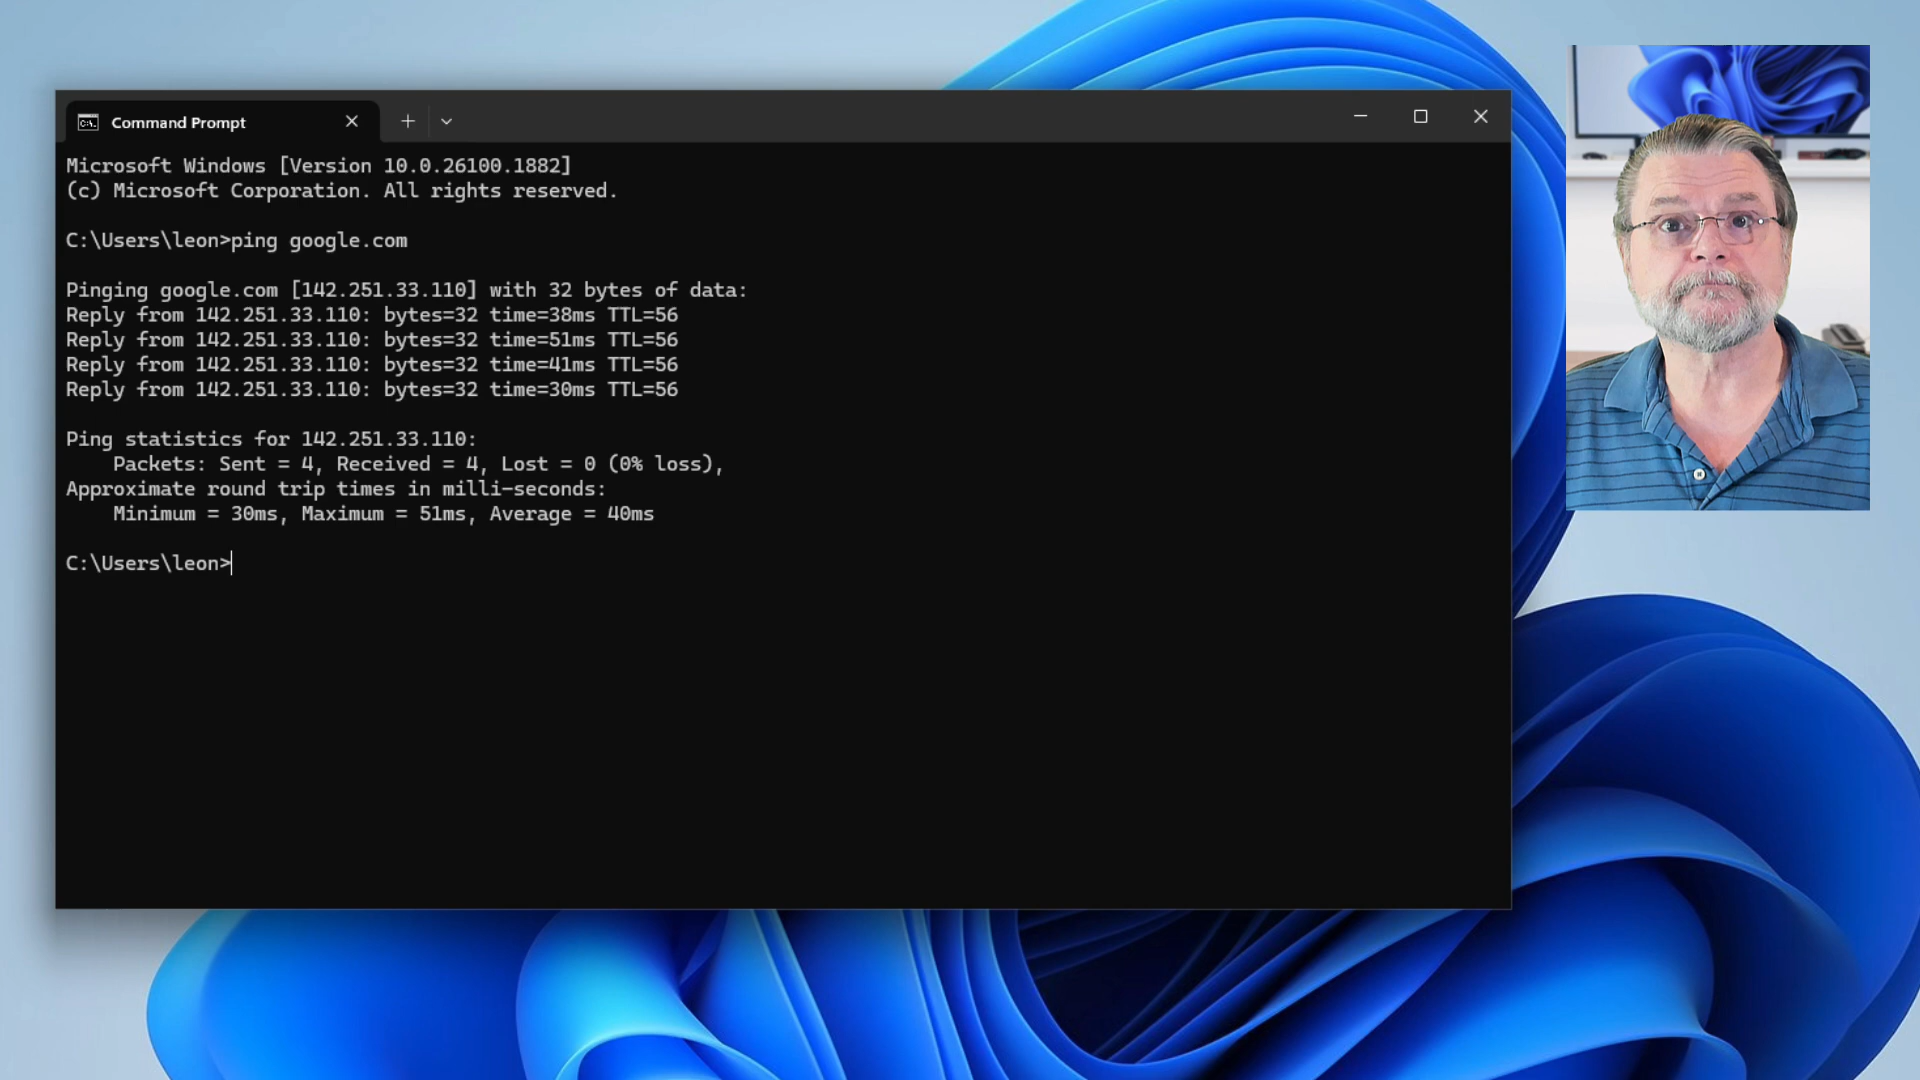 Command Prompt
Microsoft Windows [Version 10.0.26100.1882]
(c) Microsoft Corporation. All rights reserved.
C:\Users\leon>ping google.com
Pinging google.com [142.251.33.110] with 32 bytes of data:
Reply from 142.251.33.110: bytes=32 time=38ms TTL=56
Reply from 142.251.33.110: bytes=32 time=51ms TTL=56
Reply from 142.251.33.110: bytes=32 time=41ms TTL=56
Reply from 142.251.33.110: bytes=32 time=30ms TTL=56
Ping statistics for 142.251.33.110:
    Packets: Sent = 4, Received = 4, Lost = 0 (0% loss),
Approximate round trip times in milli-seconds:
    Minimum = 30ms, Maximum = 51ms, Average = 40ms
C:\Users\leon>